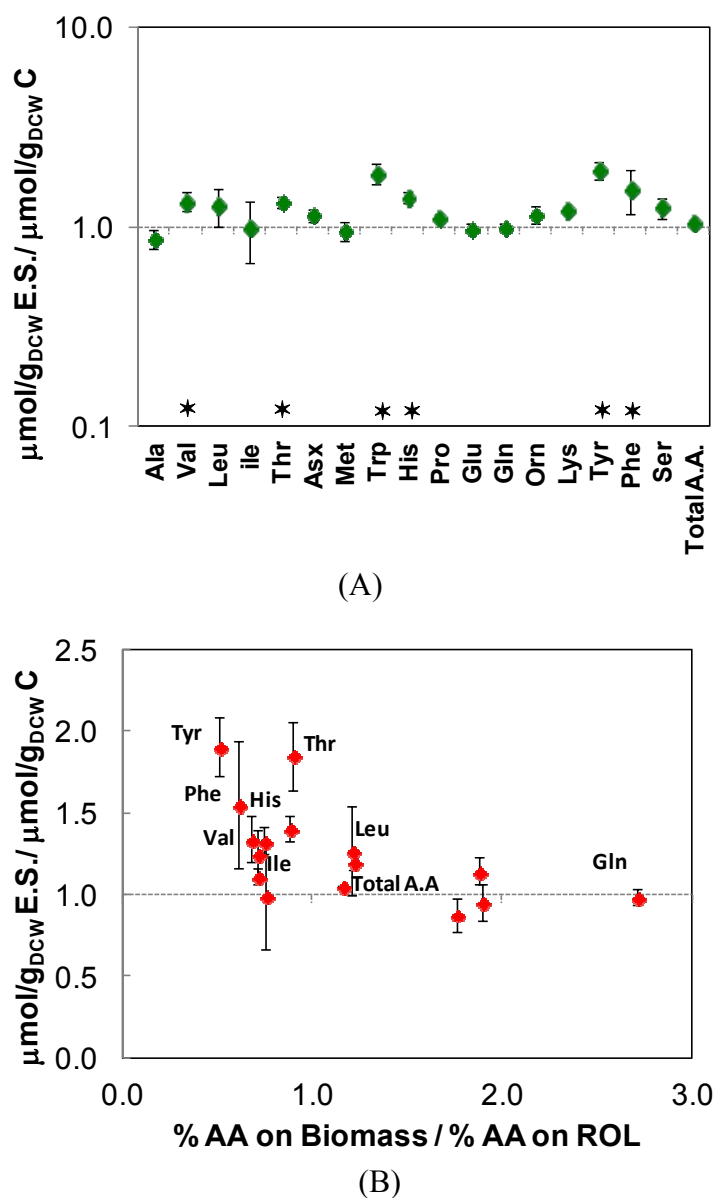 10.0
1.0
0.1
μmol/gDCW E.S./ μmol/gDCW C
* * * * * *
Ala
Val
Leu
ile
Thr
Asx
Met
Trp
His
Pro
Glu
Gln
Orn
Lys
Tyr
Phe
Ser
Total A.A.
(A)
2.5
2.0
1.5
1.0
0.5
0.0
μmol/gDCW E.S./ μmol/gDCW C
Tyr
Thr
Phe
His
Val
Leu
Ile
Total A.A
Gln
0.0 1.0 2.0 3.0
% AA on Biomass / % AA on ROL
(B)